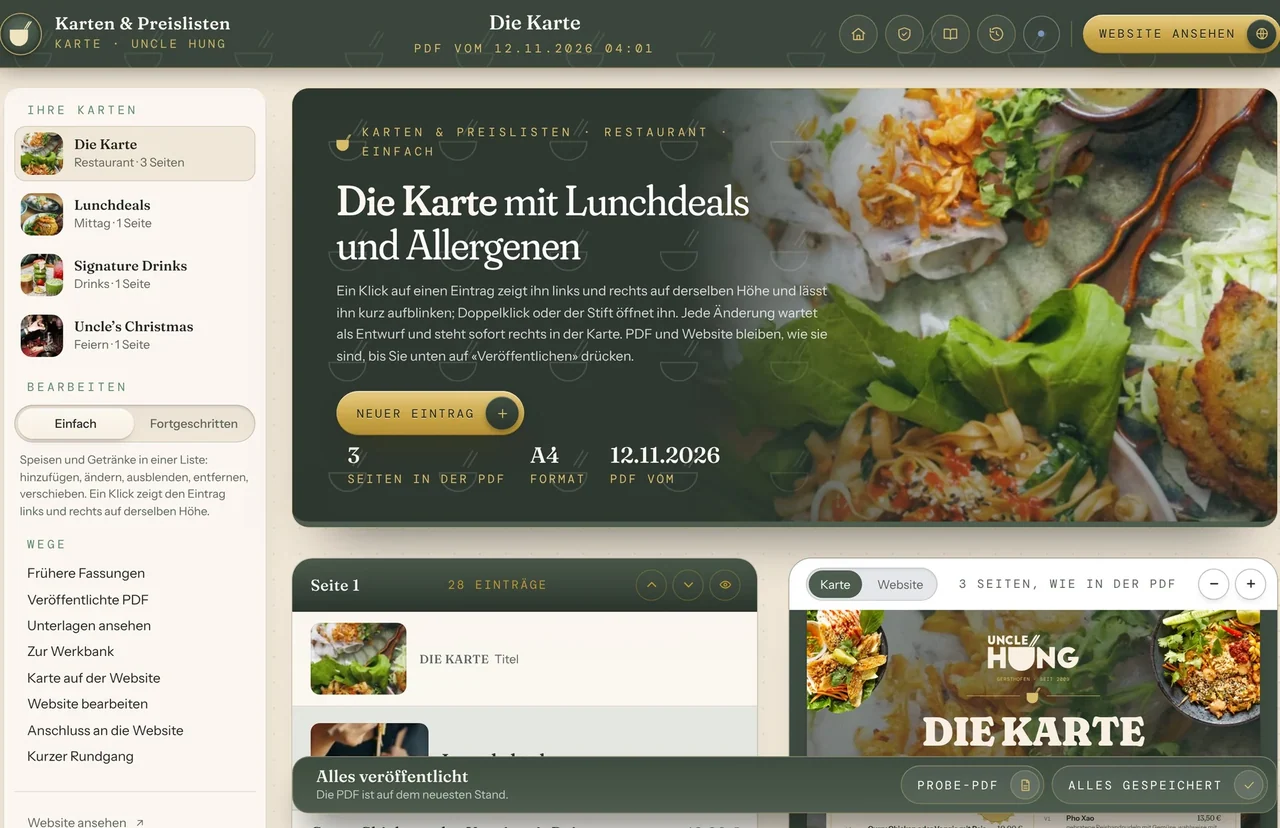 Karten & Preislisten
KARTE · UNCLE HUNG
Die Karte
PDF VOM 12.11.2026 04:01
WEBSITE ANSEHEN
IHRE KARTEN
Die Karte
Restaurant · 3 Seiten
Lunchdeals
Mittag · 1 Seite
Signature Drinks
Drinks · 1 Seite
Uncle’s Christmas
Feiern · 1 Seite
BEARBEITEN
Einfach
Fortgeschritten
Speisen und Getränke in einer Liste:
hinzufügen, ändern, ausblenden, entfernen,
verschieben. Ein Klick zeigt den Eintrag
links und rechts auf derselben Höhe.
WEGE
Frühere Fassungen
Veröffentlichte PDF
Unterlagen ansehen
Zur Werkbank
Karte auf der Website
Website bearbeiten
Anschluss an die Website
Kurzer Rundgang
Website ansehen ↗
KARTEN & PREISLISTEN · RESTAURANT ·
EINFACH
Die Karte mit Lunchdeals
und Allergenen
Ein Klick auf einen Eintrag zeigt ihn links und rechts auf derselben Höhe und lässt
ihn kurz aufblinken; Doppelklick oder der Stift öffnet ihn. Jede Änderung wartet
als Entwurf und steht sofort rechts in der Karte. PDF und Website bleiben, wie sie
sind, bis Sie unten auf «Veröffentlichen» drücken.
NEUER EINTRAG
3
SEITEN IN DER PDF
A4
FORMAT
12.11.2026
PDF VOM
Seite 1
28 EINTRÄGE
DIE KARTE Titel
Karte
Website
3 SEITEN, WIE IN DER PDF
UNCLE
HUNG
GERSTHOFEN · SEIT 2009
DIE KARTE
Alles veröffentlicht
Die PDF ist auf dem neuesten Stand.
PROBE-PDF
ALLES GESPEICHERT
V1 Pho Xao 13,50 €